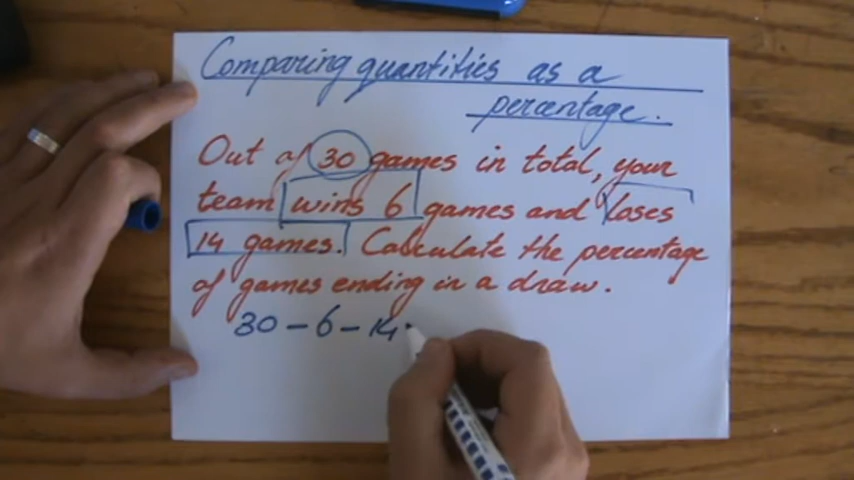 Comparing quantities as a
percentage.
Out of 30 games in total, your
team wins 6 games and loses
14 games. Calculate the percentage
of games ending in a draw.
30 - 6 - 14